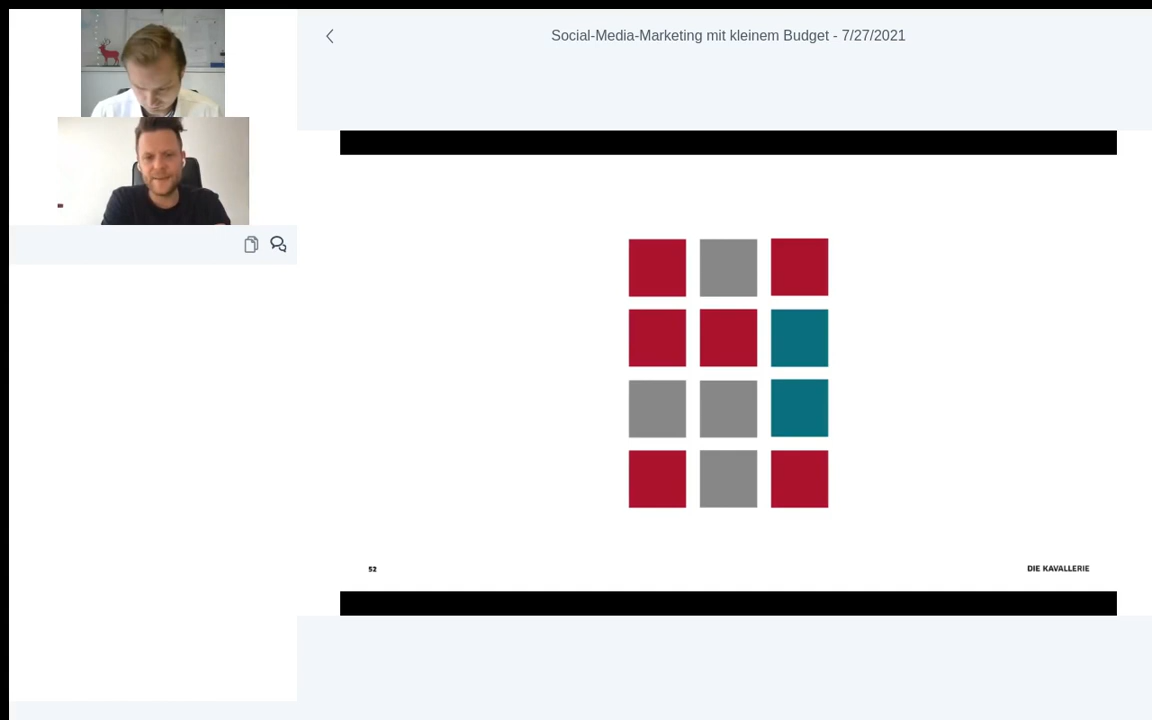 Social-Media-Marketing mit kleinem Budget - 7/27/2021
52
DIE KAVALLERIE